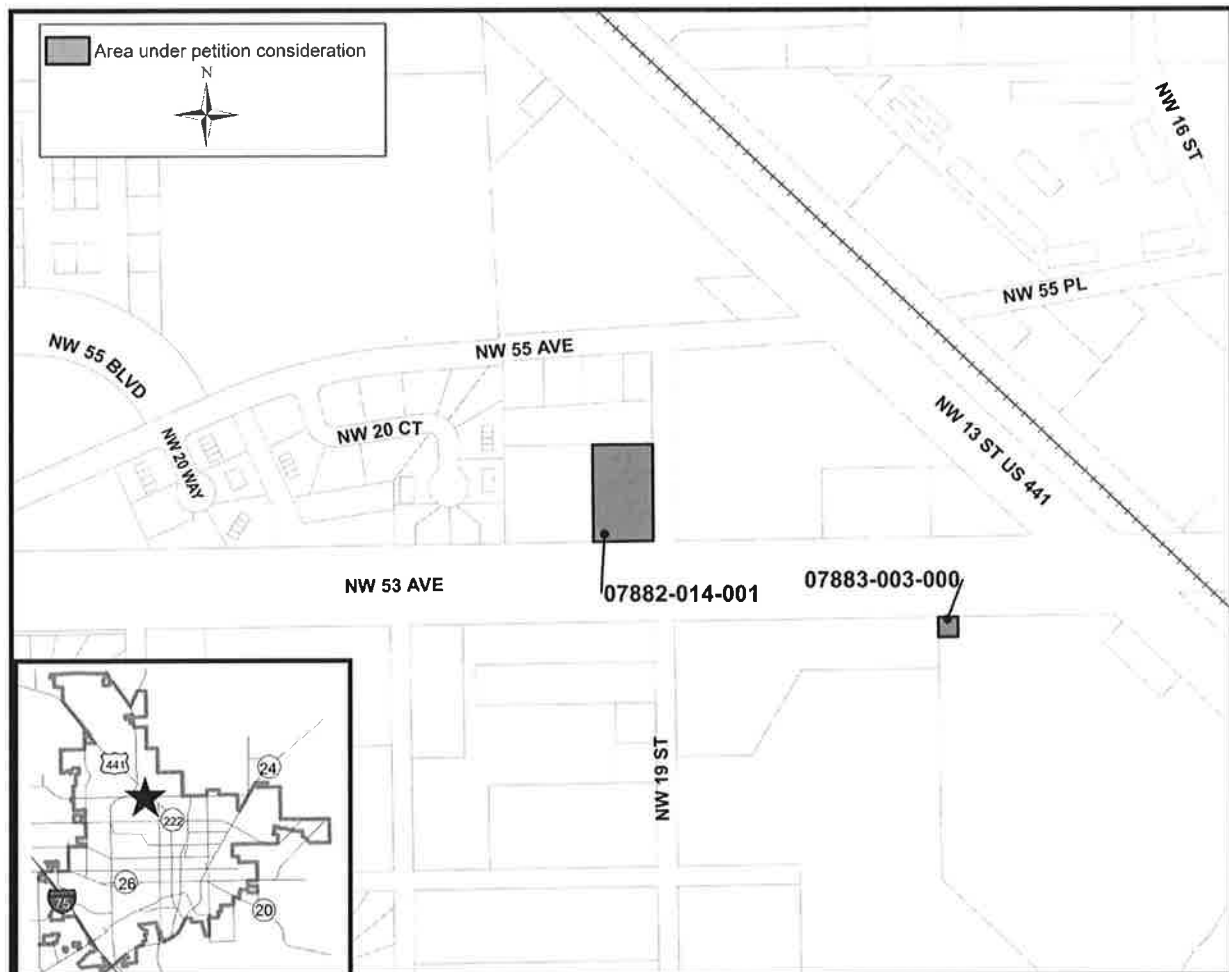 Area under petition consideration
N
NW 16 ST
NW 55 PL
NW 55 AVE
NW 55 BLVD
NW 20 CT
NW 20 WAY
NW 13 ST US 441
NW 53 AVE
07882-014-001
07883-003-000
NW 19 ST
441
24
222
26
75
20